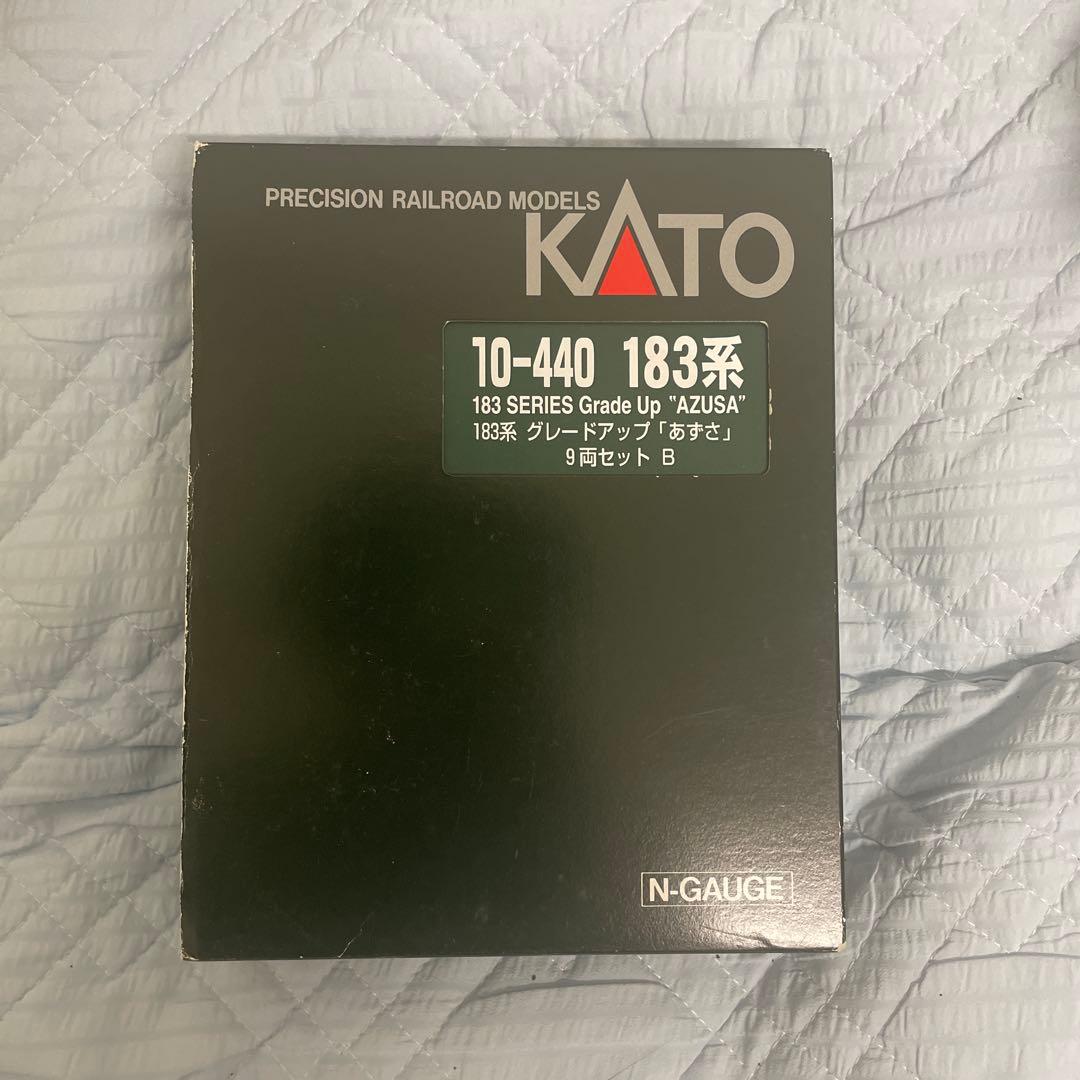 PRECISION RAILROAD MODELS
KATO
10-440 183系
183 SERIES Grade Up "AZUSA"
183系 グレードアップ「あずさ」
9両セット B
N-GAUGE